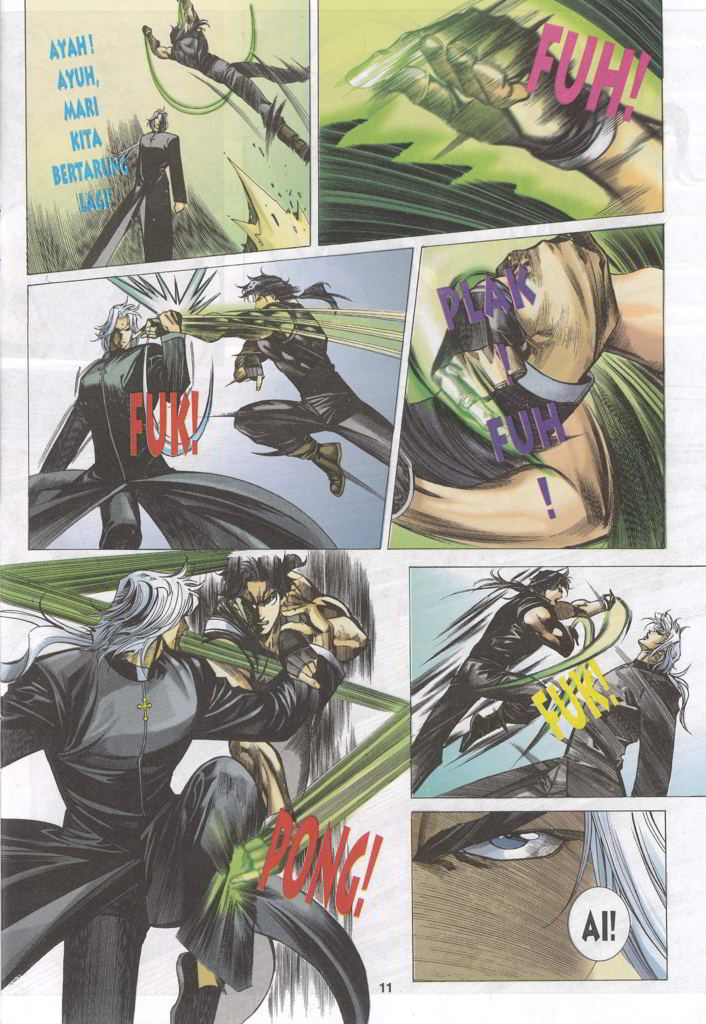 AYAH!
AYUH,
MARI
KITA
BERTARUNG
LAGI!
FUH!
FUK!
PLAK
!
FUH
!
PONG!
FUK!
AI!
11